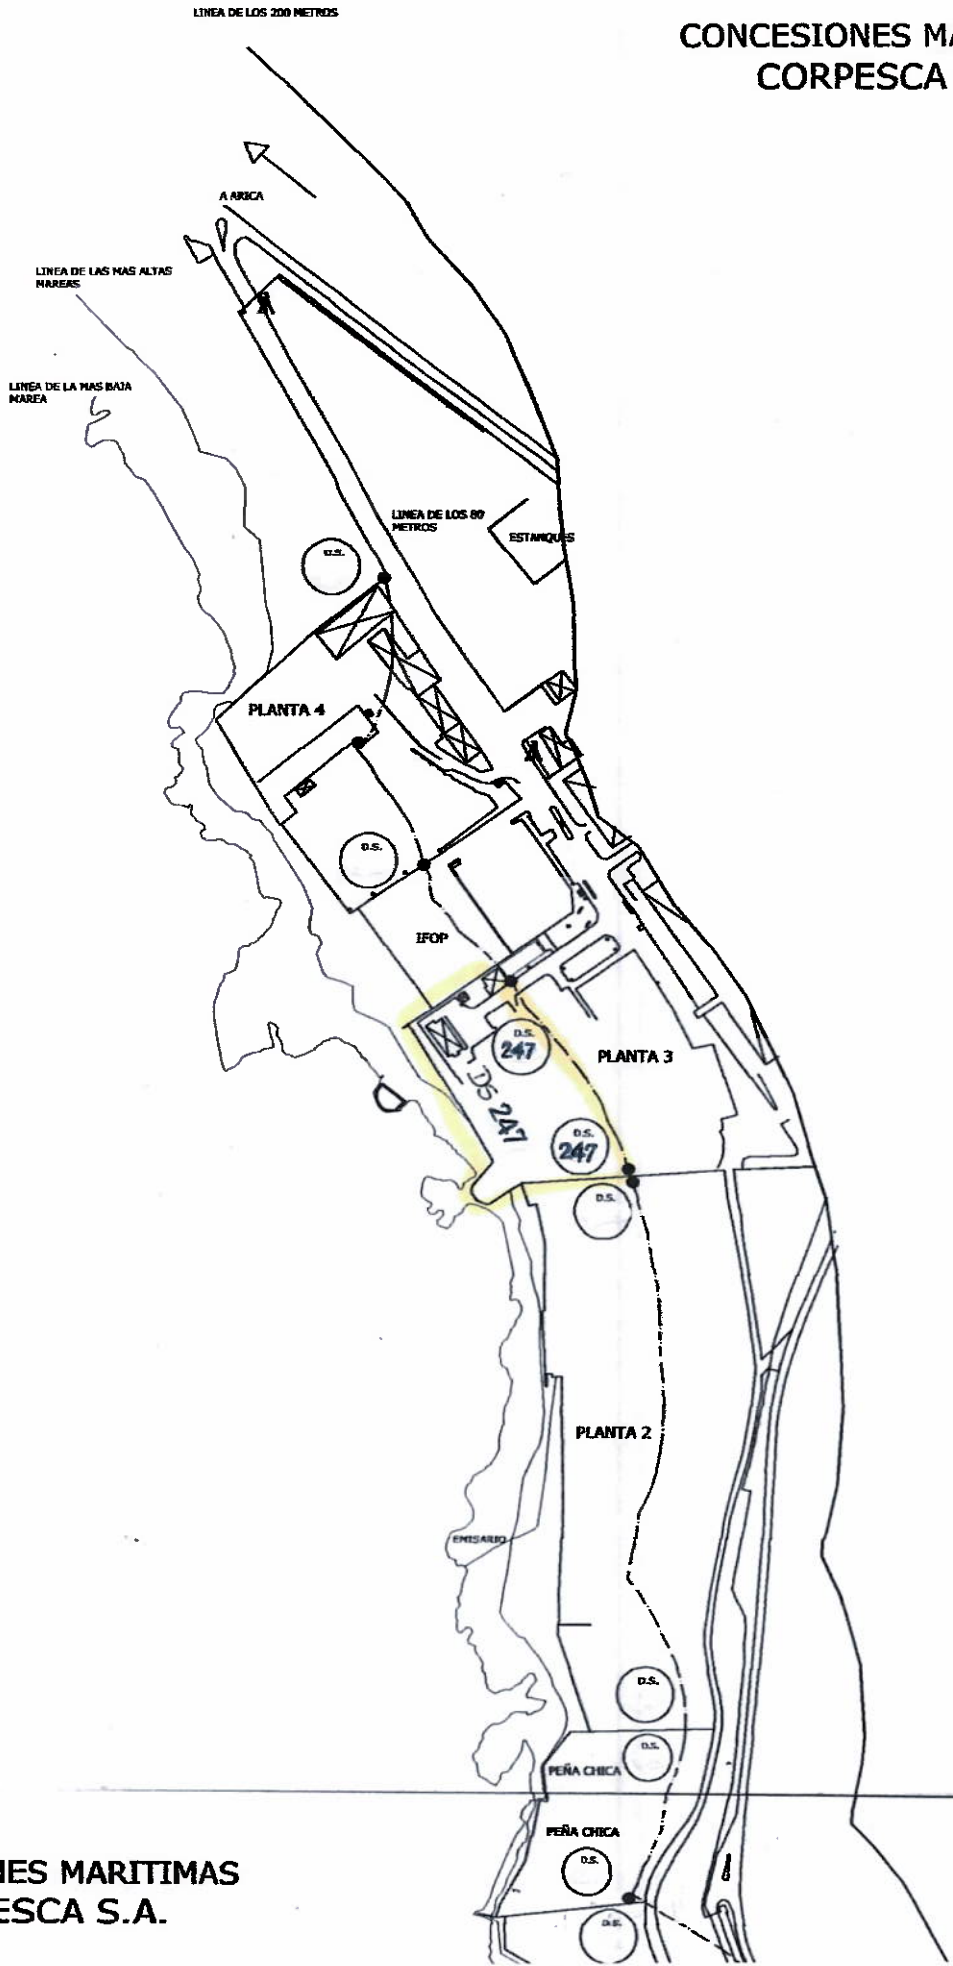 LINEA DE LOS 200 METROS
CONCESIONES MA
CORPESCA
A ARICA
LINEA DE LAS MAS ALTAS
MAREAS
LINEA DE LA MAS BAJA
MAREA
LINEA DE LOS 80
METROS
ESTANQUES
D.S.
PLANTA 4
D.S.
IFOP
D.S.
247
PLANTA 3
DS 247
D.S.
247
D.S.
PLANTA 2
EMISARIO
D.S.
D.S.
PEÑA CHICA
PEÑA CHICA
D.S.
D.S.
NES MARITIMAS
ESCA S.A.